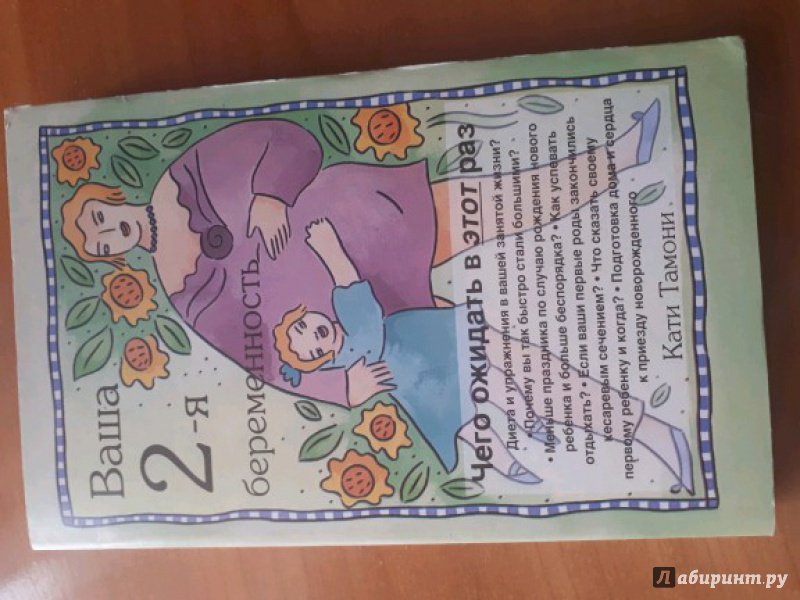 Ваша
2-я
беременность
Чего ожидать в этот раз
Диета и упражнения в вашей занятой жизни?
• Почему вы так быстро стали большими?
• Меньше праздника по случаю рождения нового
ребенка и больше беспорядка? • Как успевать
отдыхать? • Если ваши первые роды закончились
кесаревым сечением? • Что сказать своему
первому ребенку и когда? • Подготовка дома и сердца
к приезду новорожденного
Кати Тамони
Лабиринт.ру